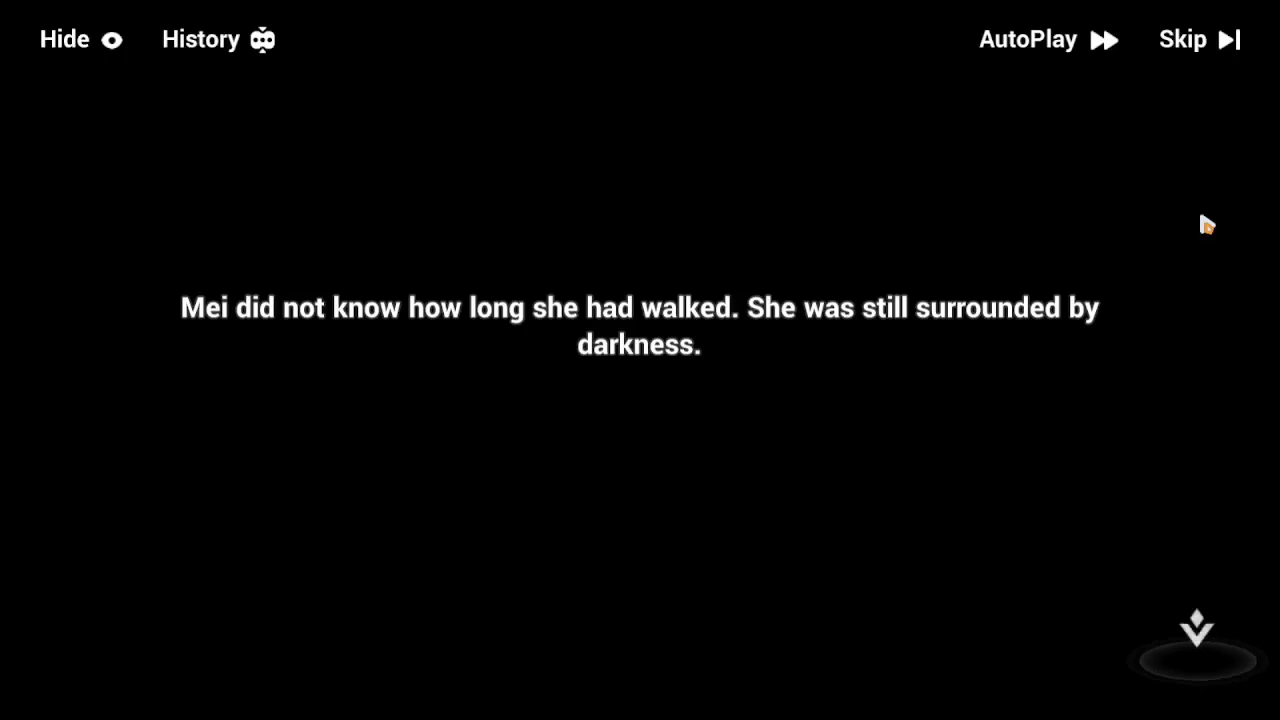 Hide
History
AutoPlay
Skip
Mei did not know how long she had walked. She was still surrounded by
darkness.